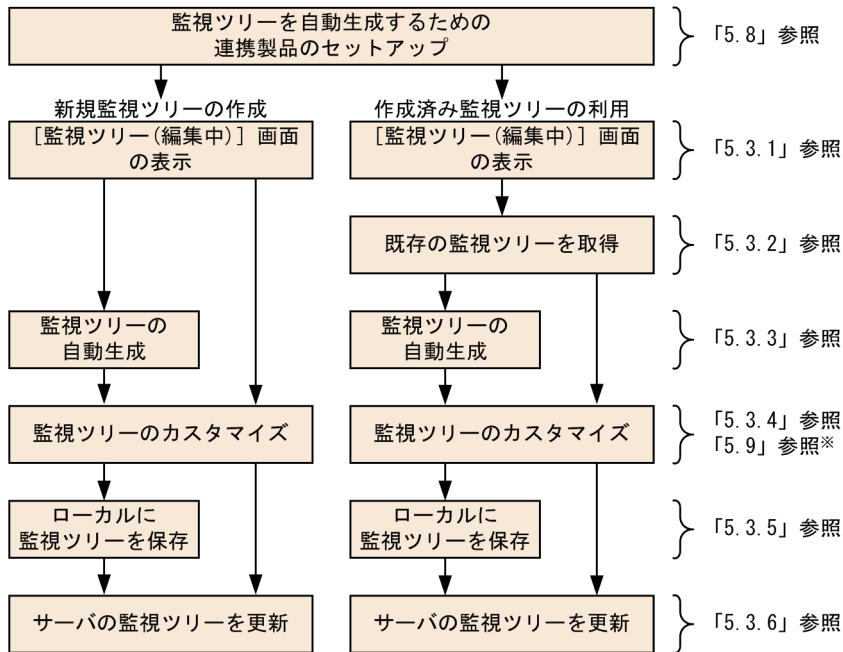 監視ツリーを自動生成するための
連携製品のセットアップ
「5.8」参照
新規監視ツリーの作成
作成済み監視ツリーの利用
［監視ツリー(編集中)］画面
の表示
［監視ツリー(編集中)］画面
の表示
「5.3.1」参照
既存の監視ツリーを取得
「5.3.2」参照
監視ツリーの
自動生成
監視ツリーの
自動生成
「5.3.3」参照
監視ツリーのカスタマイズ
監視ツリーのカスタマイズ
「5.3.4」参照
「5.9」参照※
ローカルに
監視ツリーを保存
ローカルに
監視ツリーを保存
「5.3.5」参照
サーバの監視ツリーを更新
サーバの監視ツリーを更新
「5.3.6」参照